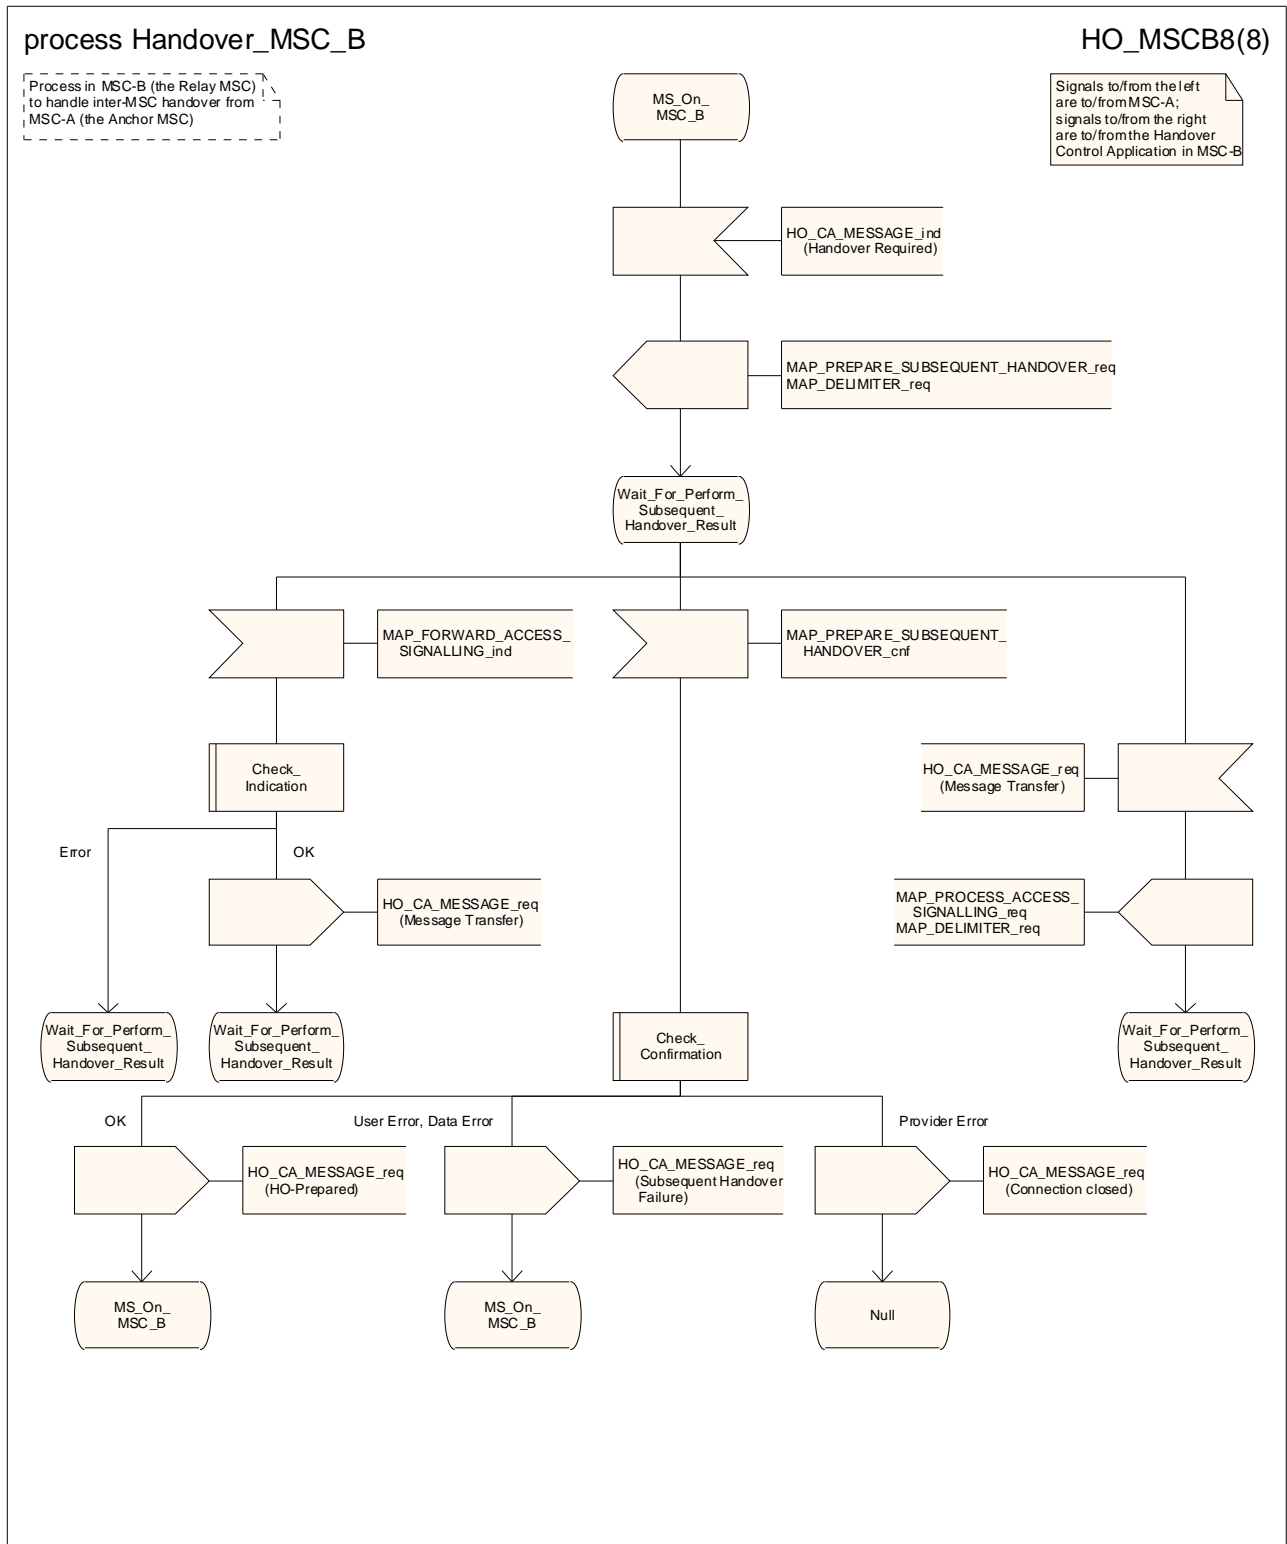 process Handover_MSC_B
HO_MSCB8(8)
Process in MSC-B (the Relay MSC)
to handle inter-MSC handover from
MSC-A (the Anchor MSC)
MS_On_
MSC_B
Signals to/from the left
are to/from MSC-A;
signals to/from the right
are to/from the Handover
Control Application in MSC-B
HO_CA_MESSAGE_ind
(Handover Required)
MAP_PREPARE_SUBSEQUENT_HANDOVER_req
MAP_DELIMITER_req
Wait_For_Perform_
Subsequent_
Handover_Result
MAP_FORWARD_ACCESS_
SIGNALLING_ind
MAP_PREPARE_SUBSEQUENT_
HANDOVER_cnf
Check_
Indication
HO_CA_MESSAGE_req
(Message Transfer)
Error
OK
HO_CA_MESSAGE_req
(Message Transfer)
MAP_PROCESS_ACCESS_
SIGNALLING_req
MAP_DELIMITER_req
Wait_For_Perform_
Subsequent_
Handover_Result
Wait_For_Perform_
Subsequent_
Handover_Result
Check_
Confirmation
Wait_For_Perform_
Subsequent_
Handover_Result
OK
User Error, Data Error
Provider Error
HO_CA_MESSAGE_req
(HO-Prepared)
HO_CA_MESSAGE_req
(Subsequent Handover
Failure)
HO_CA_MESSAGE_req
(Connection closed)
MS_On_
MSC_B
MS_On_
MSC_B
Null